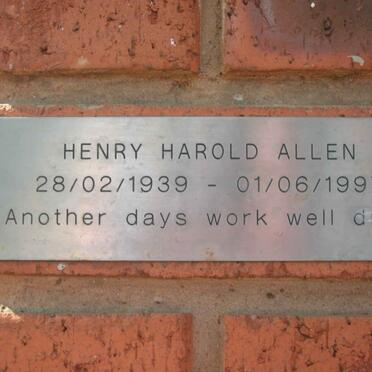 HENRY HAROLD ALLEN
28/02/1939 - 01/06/199
Another days work well d